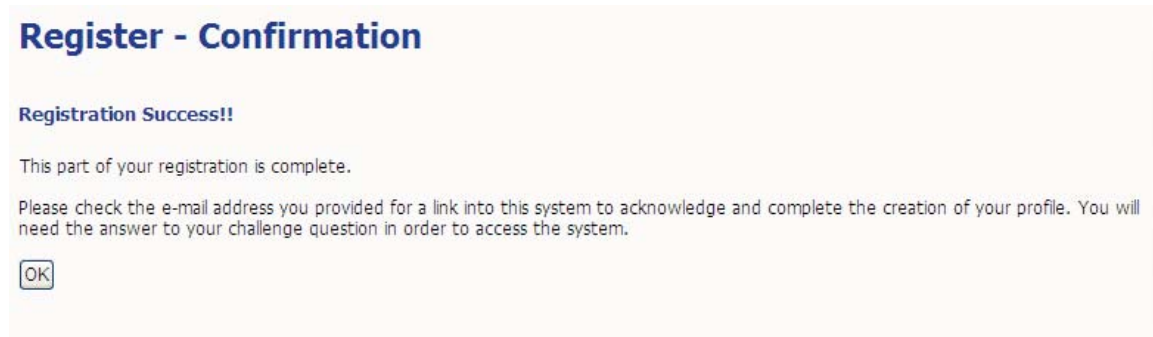 Register - Confirmation
Registration Success!!
This part of your registration is complete.
Please check the e-mail address you provided for a link into this system to acknowledge and complete the creation of your profile. You will
need the answer to your challenge question in order to access the system.
OK